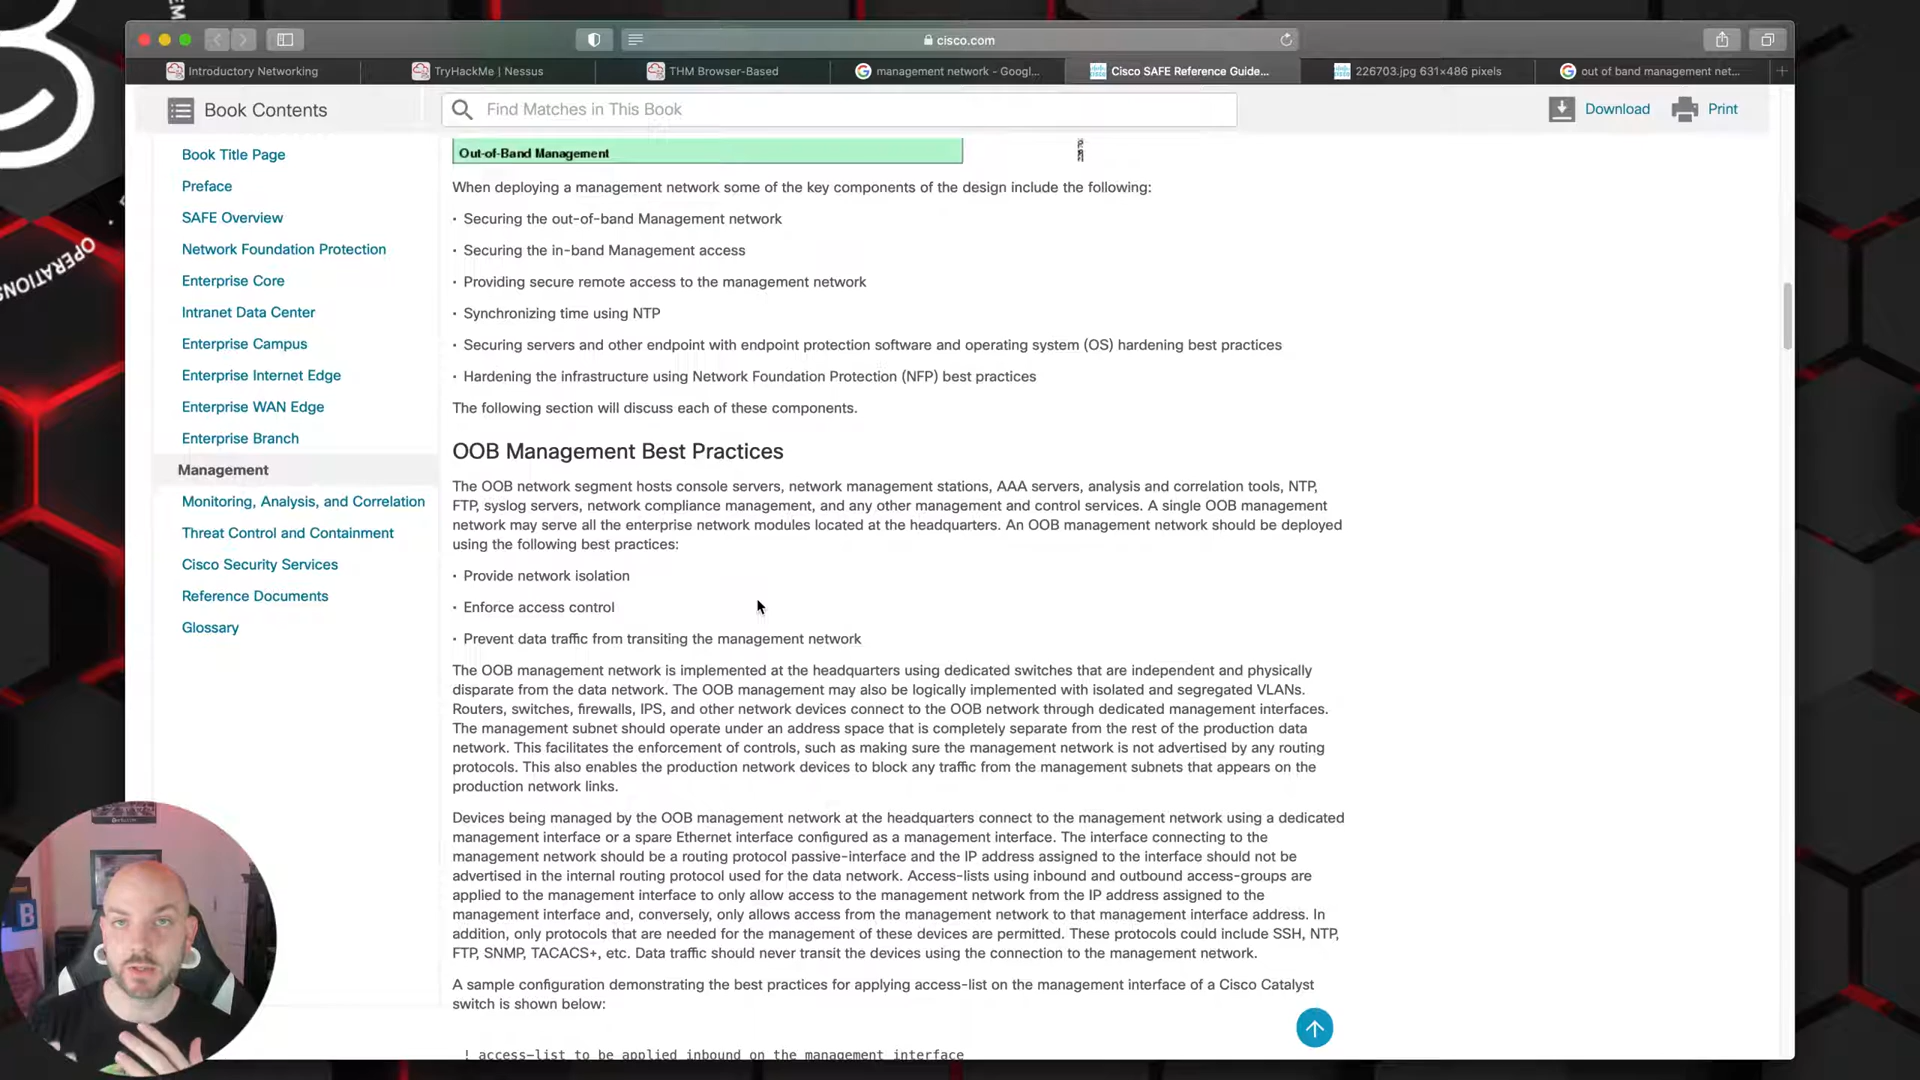 OPERATIONS
cisco.com
Introductory Networking
TryHackMe | Nessus
THM Browser-Based
management network - Googl...
Cisco SAFE Reference Guide...
226703.jpg 631×486 pixels
out of band management net...
Book Contents
Find Matches in This Book
Download
Print
Book Title Page
Preface
SAFE Overview
Network Foundation Protection
Enterprise Core
Intranet Data Center
Enterprise Campus
Enterprise Internet Edge
Enterprise WAN Edge
Enterprise Branch
Management
Monitoring, Analysis, and Correlation
Threat Control and Containment
Cisco Security Services
Reference Documents
Glossary
Out-of-Band Management
When deploying a management network some of the key components of the design include the following:
· Securing the out-of-band Management network
· Securing the in-band Management access
· Providing secure remote access to the management network
· Synchronizing time using NTP
· Securing servers and other endpoint with endpoint protection software and operating system (OS) hardening best practices
· Hardening the infrastructure using Network Foundation Protection (NFP) best practices
The following section will discuss each of these components.
OOB Management Best Practices
The OOB network segment hosts console servers, network management stations, AAA servers, analysis and correlation tools, NTP,
FTP, syslog servers, network compliance management, and any other management and control services. A single OOB management
network may serve all the enterprise network modules located at the headquarters. An OOB management network should be deployed
using the following best practices:
· Provide network isolation
· Enforce access control
· Prevent data traffic from transiting the management network
The OOB management network is implemented at the headquarters using dedicated switches that are independent and physically
disparate from the data network. The OOB management may also be logically implemented with isolated and segregated VLANs.
Routers, switches, firewalls, IPS, and other network devices connect to the OOB network through dedicated management interfaces.
The management subnet should operate under an address space that is completely separate from the rest of the production data
network. This facilitates the enforcement of controls, such as making sure the management network is not advertised by any routing
protocols. This also enables the production network devices to block any traffic from the management subnets that appears on the
production network links.
Devices being managed by the OOB management network at the headquarters connect to the management network using a dedicated
management interface or a spare Ethernet interface configured as a management interface. The interface connecting to the
management network should be a routing protocol passive-interface and the IP address assigned to the interface should not be
advertised in the internal routing protocol used for the data network. Access-lists using inbound and outbound access-groups are
applied to the management interface to only allow access to the management network from the IP address assigned to the
management interface and, conversely, only allows access from the management network to that management interface address. In
addition, only protocols that are needed for the management of these devices are permitted. These protocols could include SSH, NTP,
FTP, SNMP, TACACS+, etc. Data traffic should never transit the devices using the connection to the management network.
A sample configuration demonstrating the best practices for applying access-list on the management interface of a Cisco Catalyst
switch is shown below:
! access-list to be applied inbound on the management interface